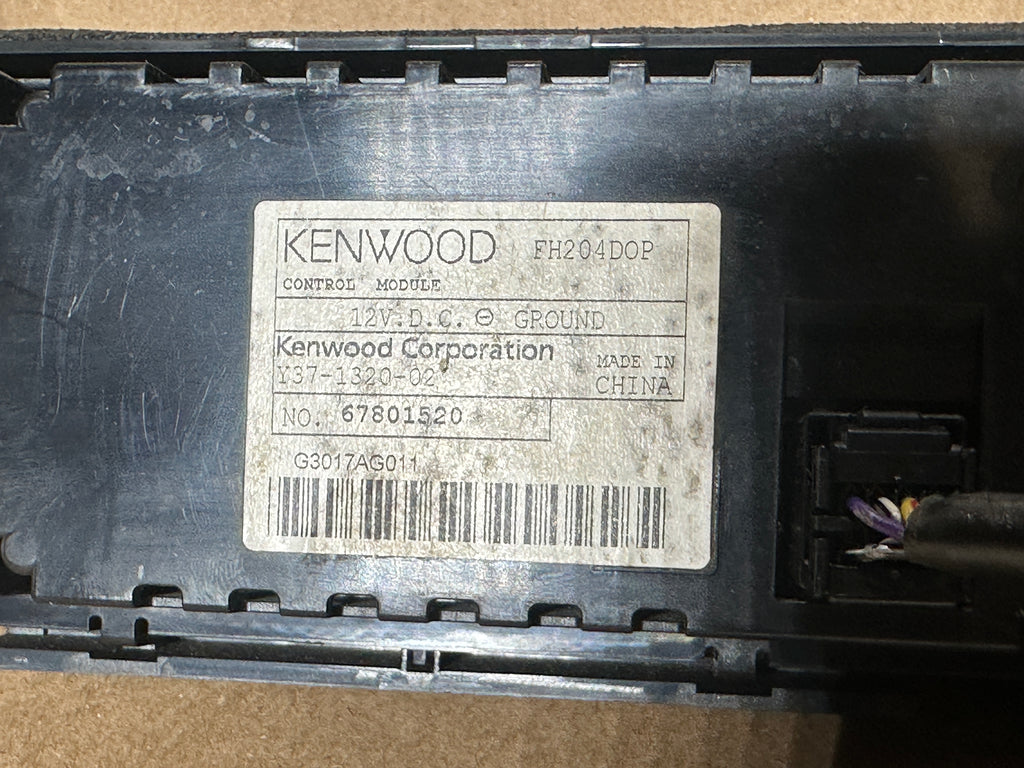 KENWOOD FH204DOP
CONTROL MODULE
12V.D.C. ⊖ GROUND
Kenwood Corporation
Y37-1320-02 MADE IN
CHINA
NO. 67801520
G3017AG011